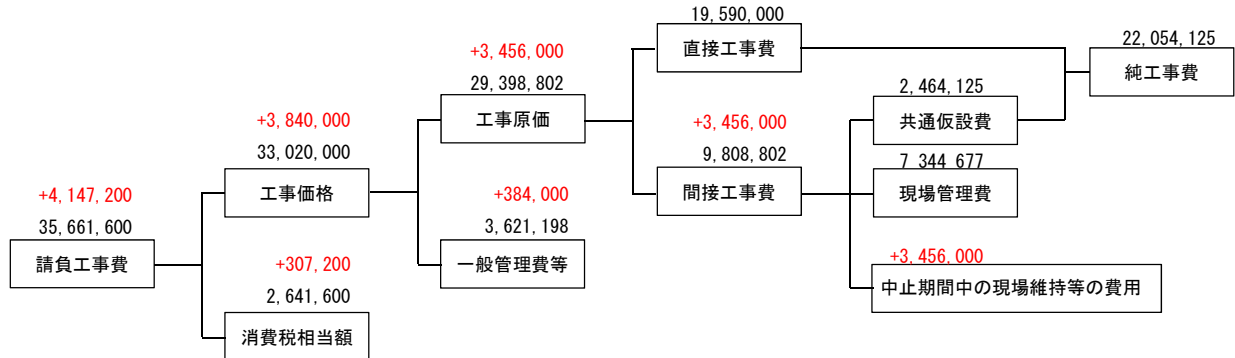 19,590,000
直接工事費
22,054,125
純工事費
+3,456,000
29,398,802
工事原価
2,464,125
共通仮設費
+3,840,000
33,020,000
工事価格
+3,456,000
9,808,802
間接工事費
7,344,677
現場管理費
+4,147,200
35,661,600
請負工事費
+384,000
3,621,198
一般管理費等
+3,456,000
中止期間中の現場維持等の費用
+307,200
2,641,600
消費税相当額